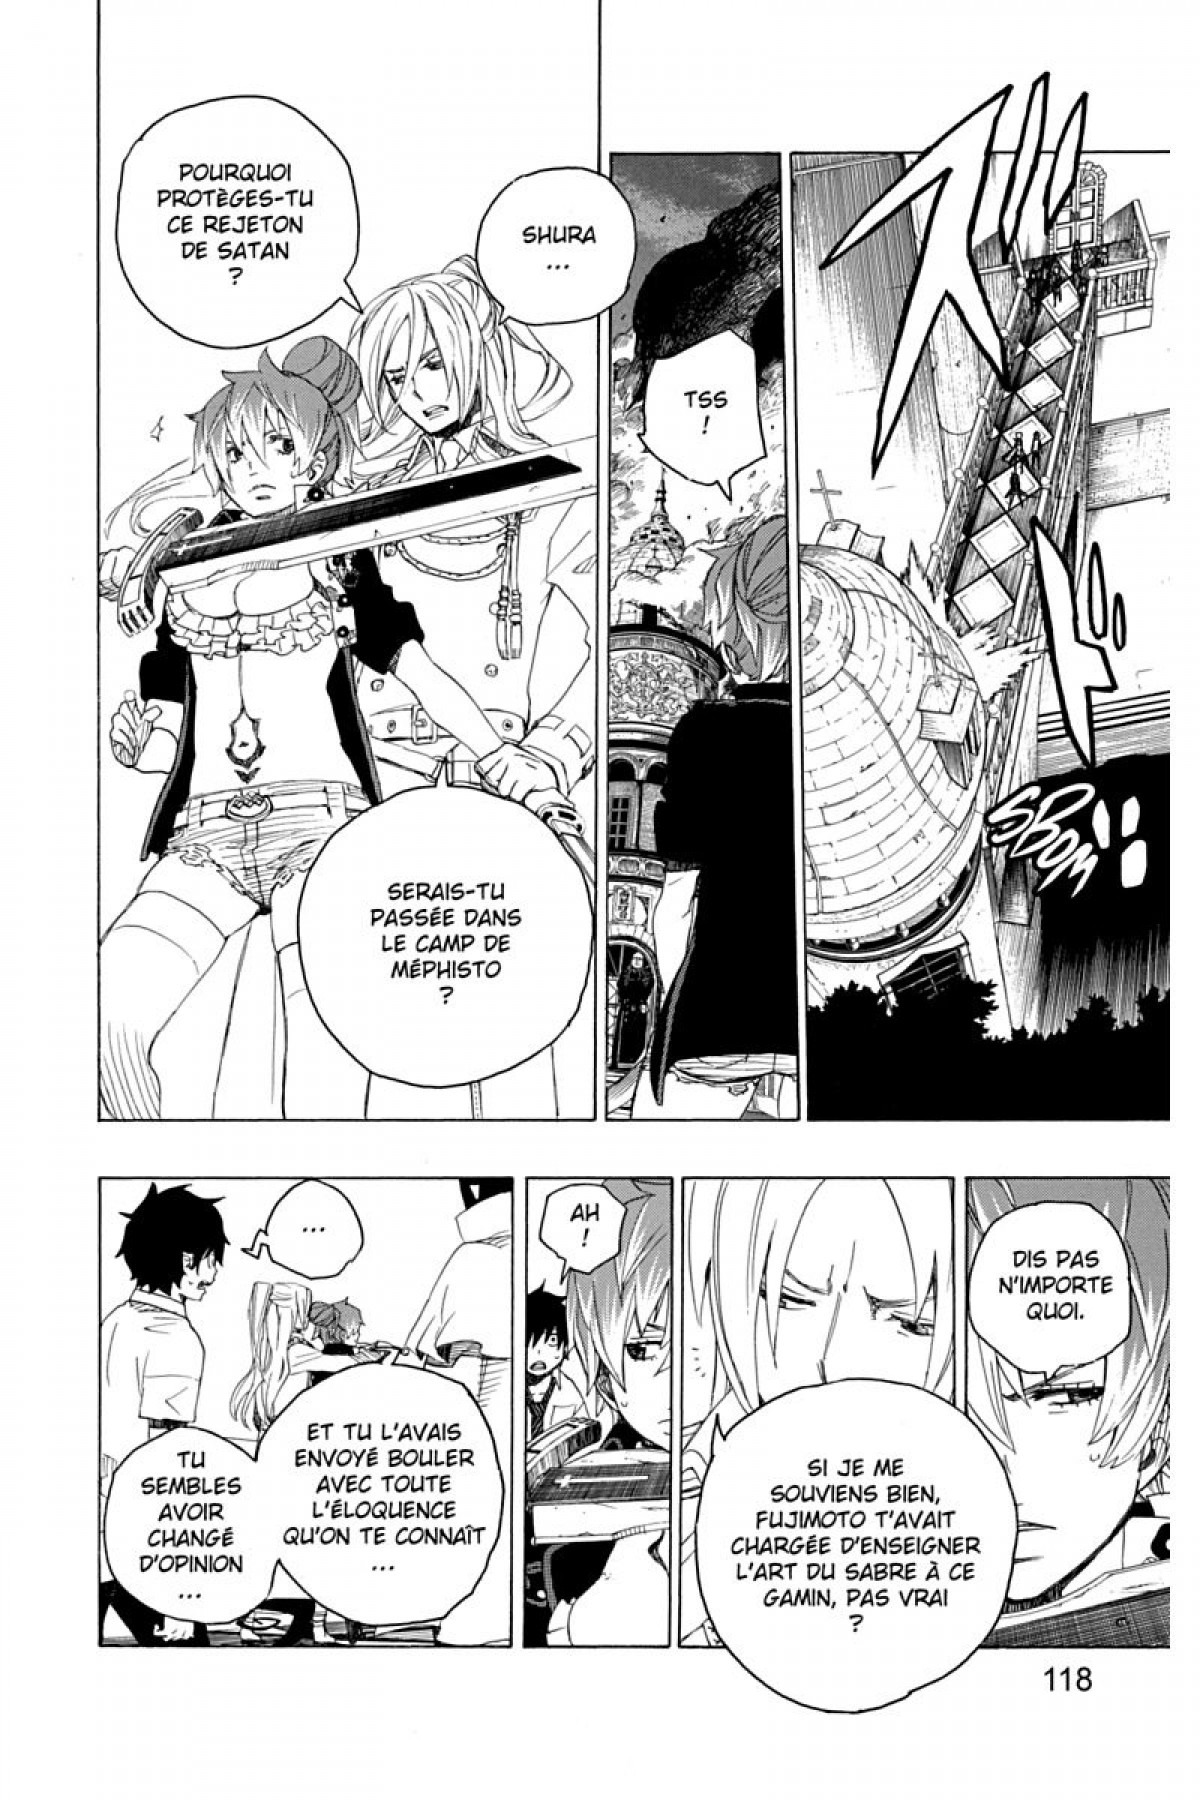 SBOM!!
TSS
!
SHURA
...
POURQUOI
PROTÈGES-TU
CE REJETON
DE SATAN
?
SERAIS-TU
PASSÉE DANS
LE CAMP DE
MÉPHISTO
?
DIS PAS
N'IMPORTE
QUOI.
SI JE ME
SOUVIENS BIEN,
FUJIMOTO T'AVAIT
CHARGÉE D'ENSEIGNER
L'ART DU SABRE À CE
GAMIN, PAS VRAI
?
AH
!
...
ET TU L'AVAIS
ENVOYÉ BOULER
AVEC TOUTE
L'ÉLOQUENCE
QU'ON TE CONNAÎT
...
TU
SEMBLES
AVOIR
CHANGÉ
D'OPINION
...
118